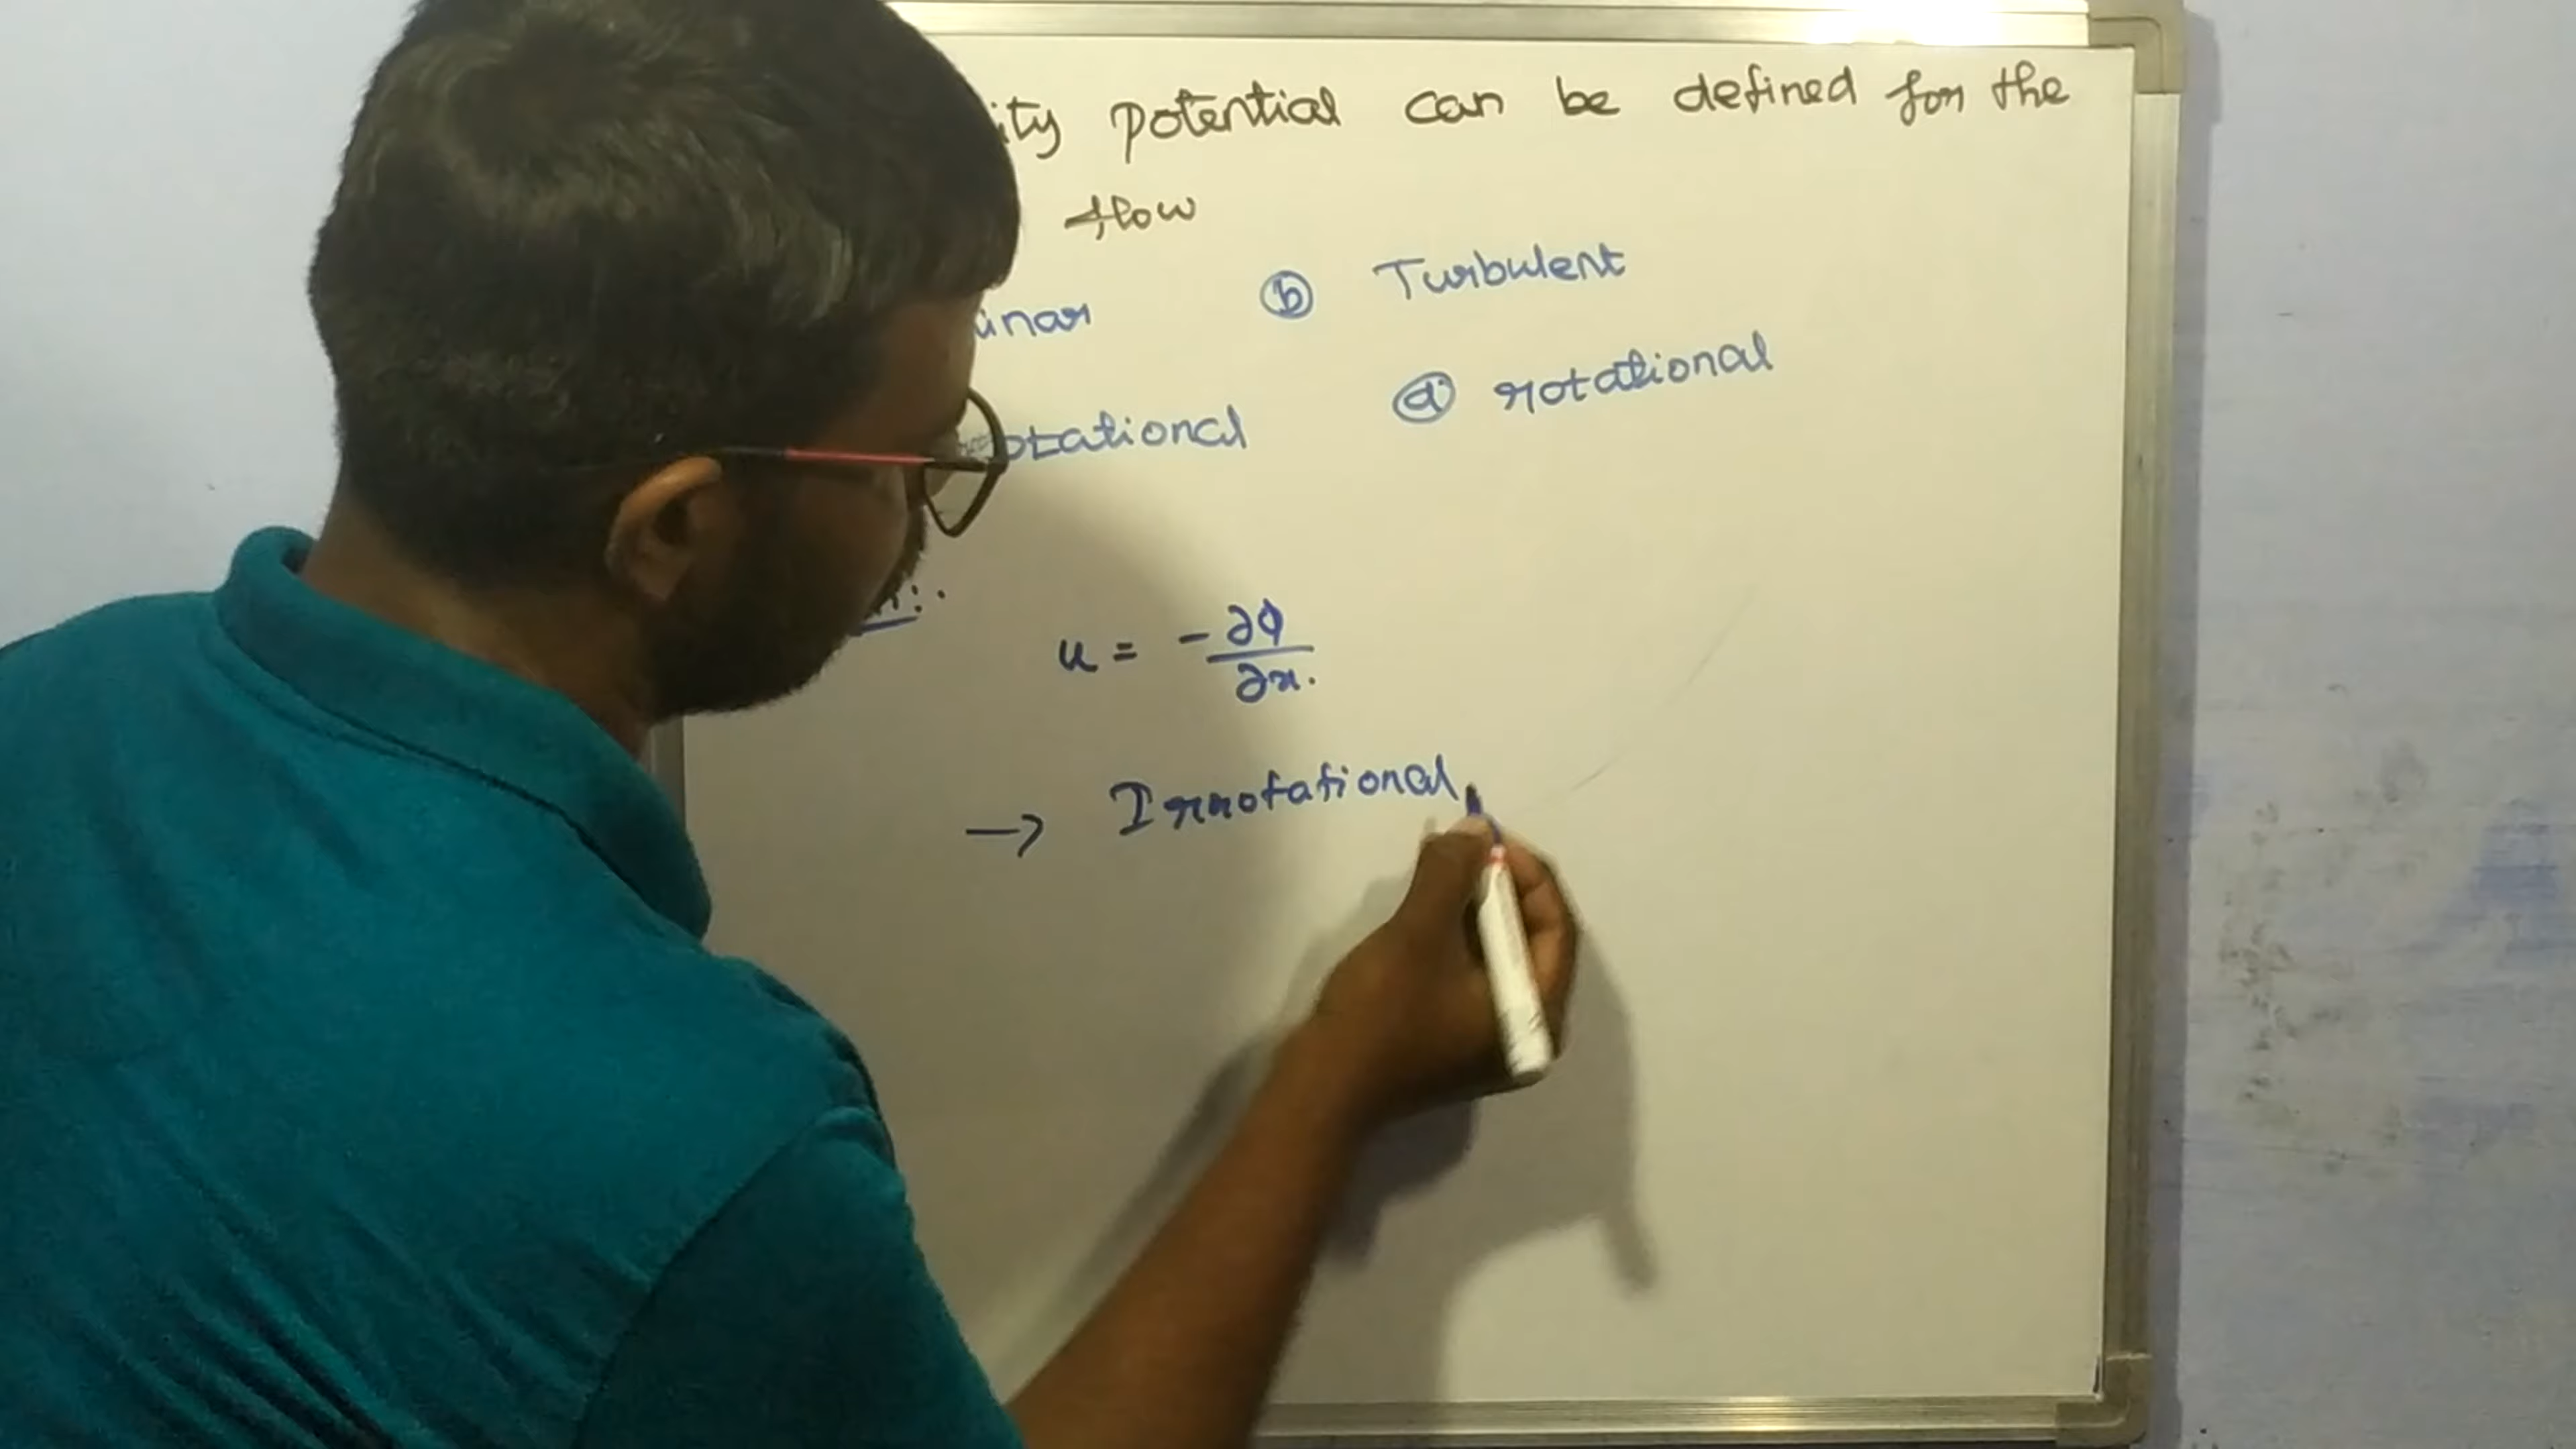 ity potential can be defined for the
flow
inar ⓑ Turbulent
otational ⓓ rotational
n:.
u = - ∂ϕ/∂x.
→ Irrotational